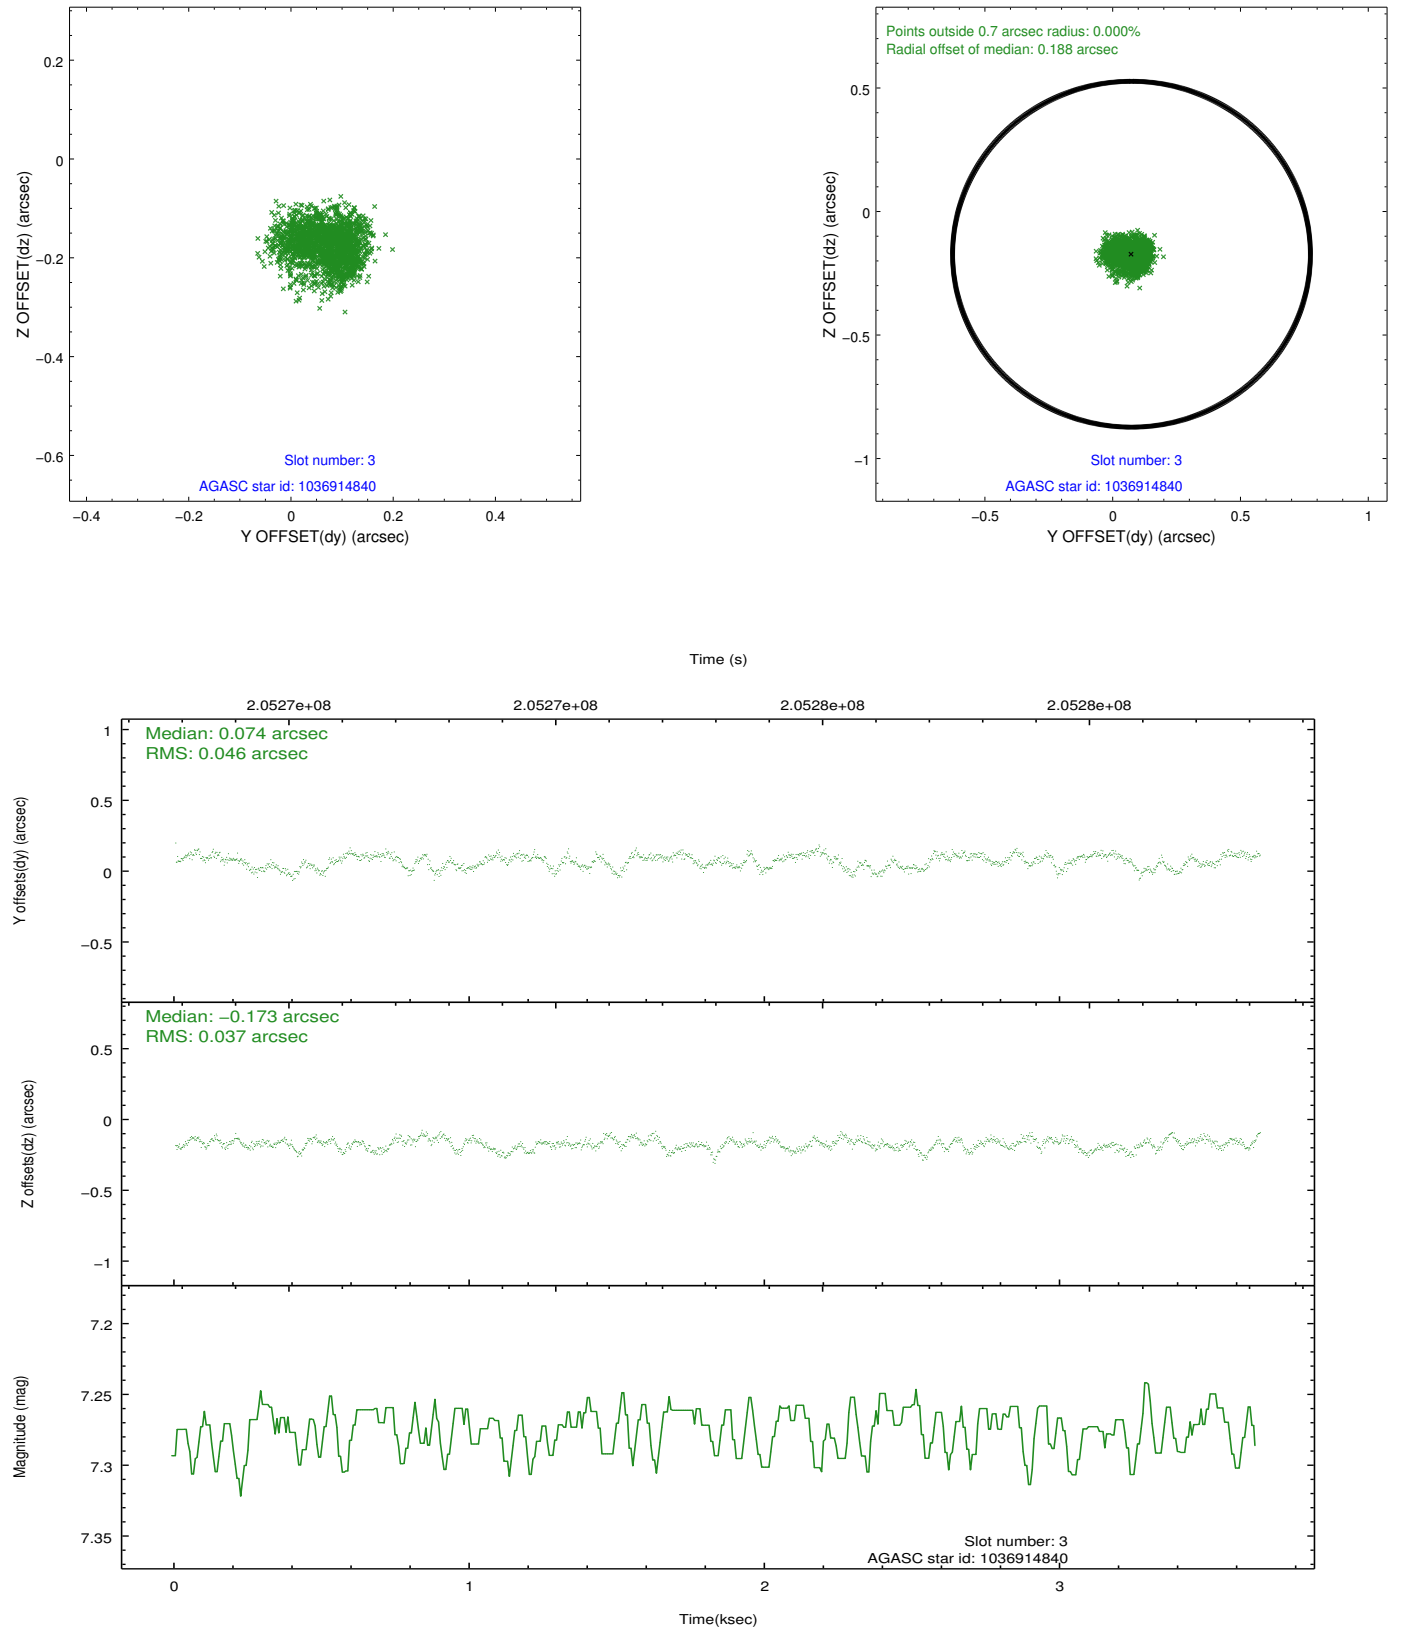 0.2
0
−0.2
−0.4
−0.6
Z OFFSET(dz) (arcsec)
Slot number: 3
AGASC star id: 1036914840
−0.4 −0.2 0 0.2 0.4
Y OFFSET(dy) (arcsec)
Points outside 0.7 arcsec radius: 0.000%
Radial offset of median: 0.188 arcsec
0.5
0
−0.5
−1
Z OFFSET(dz) (arcsec)
Slot number: 3
AGASC star id: 1036914840
−0.5 0 0.5 1
Y OFFSET(dy) (arcsec)
Time (s)
2.0527e+08 2.0527e+08 2.0528e+08 2.0528e+08
Median: 0.074 arcsec
RMS: 0.046 arcsec
1
0.5
0
−0.5
Y offsets(dy) (arcsec)
Median: −0.173 arcsec
RMS: 0.037 arcsec
0.5
0
−0.5
−1
Z offsets(dz) (arcsec)
7.2
7.25
7.3
7.35
Magnitude (mag)
Slot number: 3
AGASC star id: 1036914840
0 1 2 3
Time(ksec)